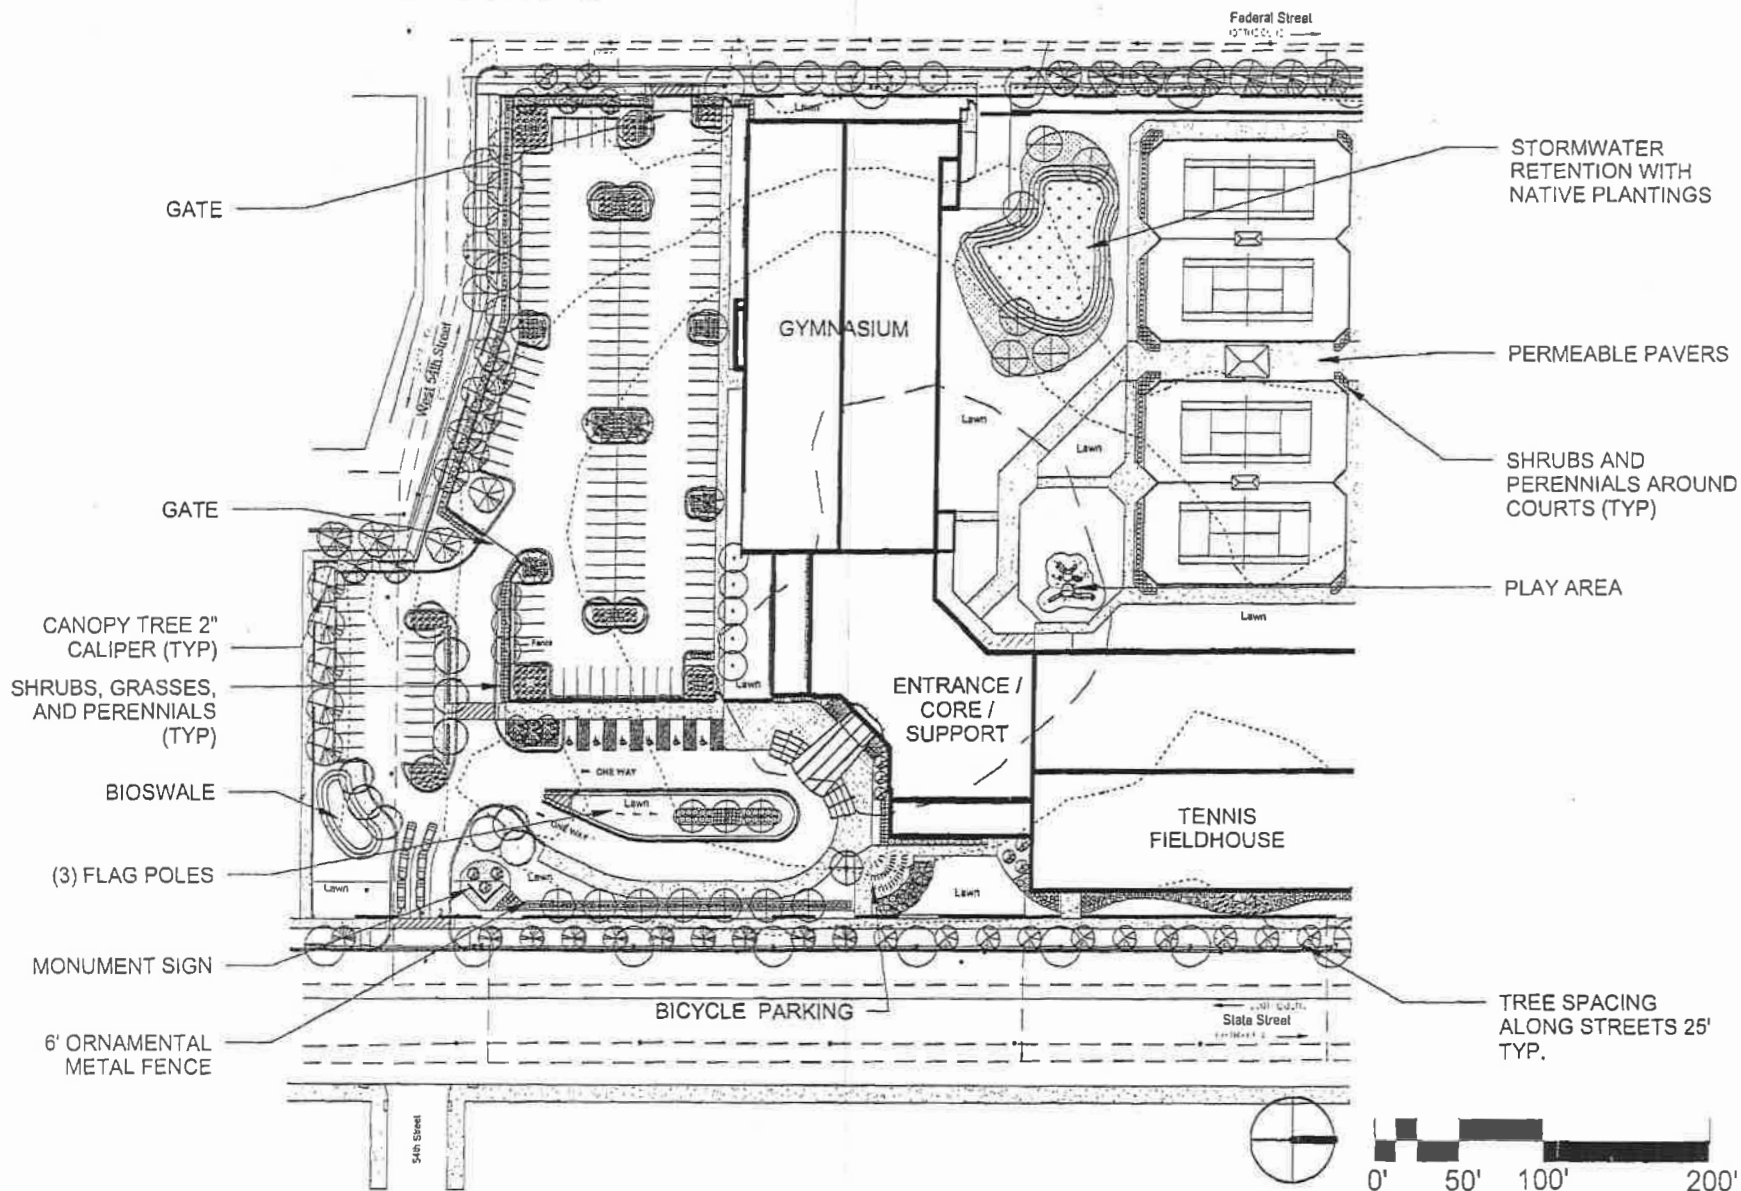 Federal Street
STORMWATER
RETENTION WITH
NATIVE PLANTINGS
PERMEABLE PAVERS
SHRUBS AND
PERENNIALS AROUND
COURTS (TYP)
PLAY AREA
TREE SPACING
ALONG STREETS 25'
TYP.
GATE
GATE
CANOPY TREE 2"
CALIPER (TYP)
SHRUBS, GRASSES,
AND PERENNIALS
(TYP)
BIOSWALE
(3) FLAG POLES
MONUMENT SIGN
6' ORNAMENTAL
METAL FENCE
West 54th Street
Lawn
GYMNASIUM
Lawn
Lawn
Lawn
Fence
Lawn
ENTRANCE /
CORE /
SUPPORT
ONE WAY
Lawn
ONE WAY
TENNIS
FIELDHOUSE
Lawn
Lawn
Lawn
BICYCLE PARKING
State Street
54th Street
0' 50' 100' 200'